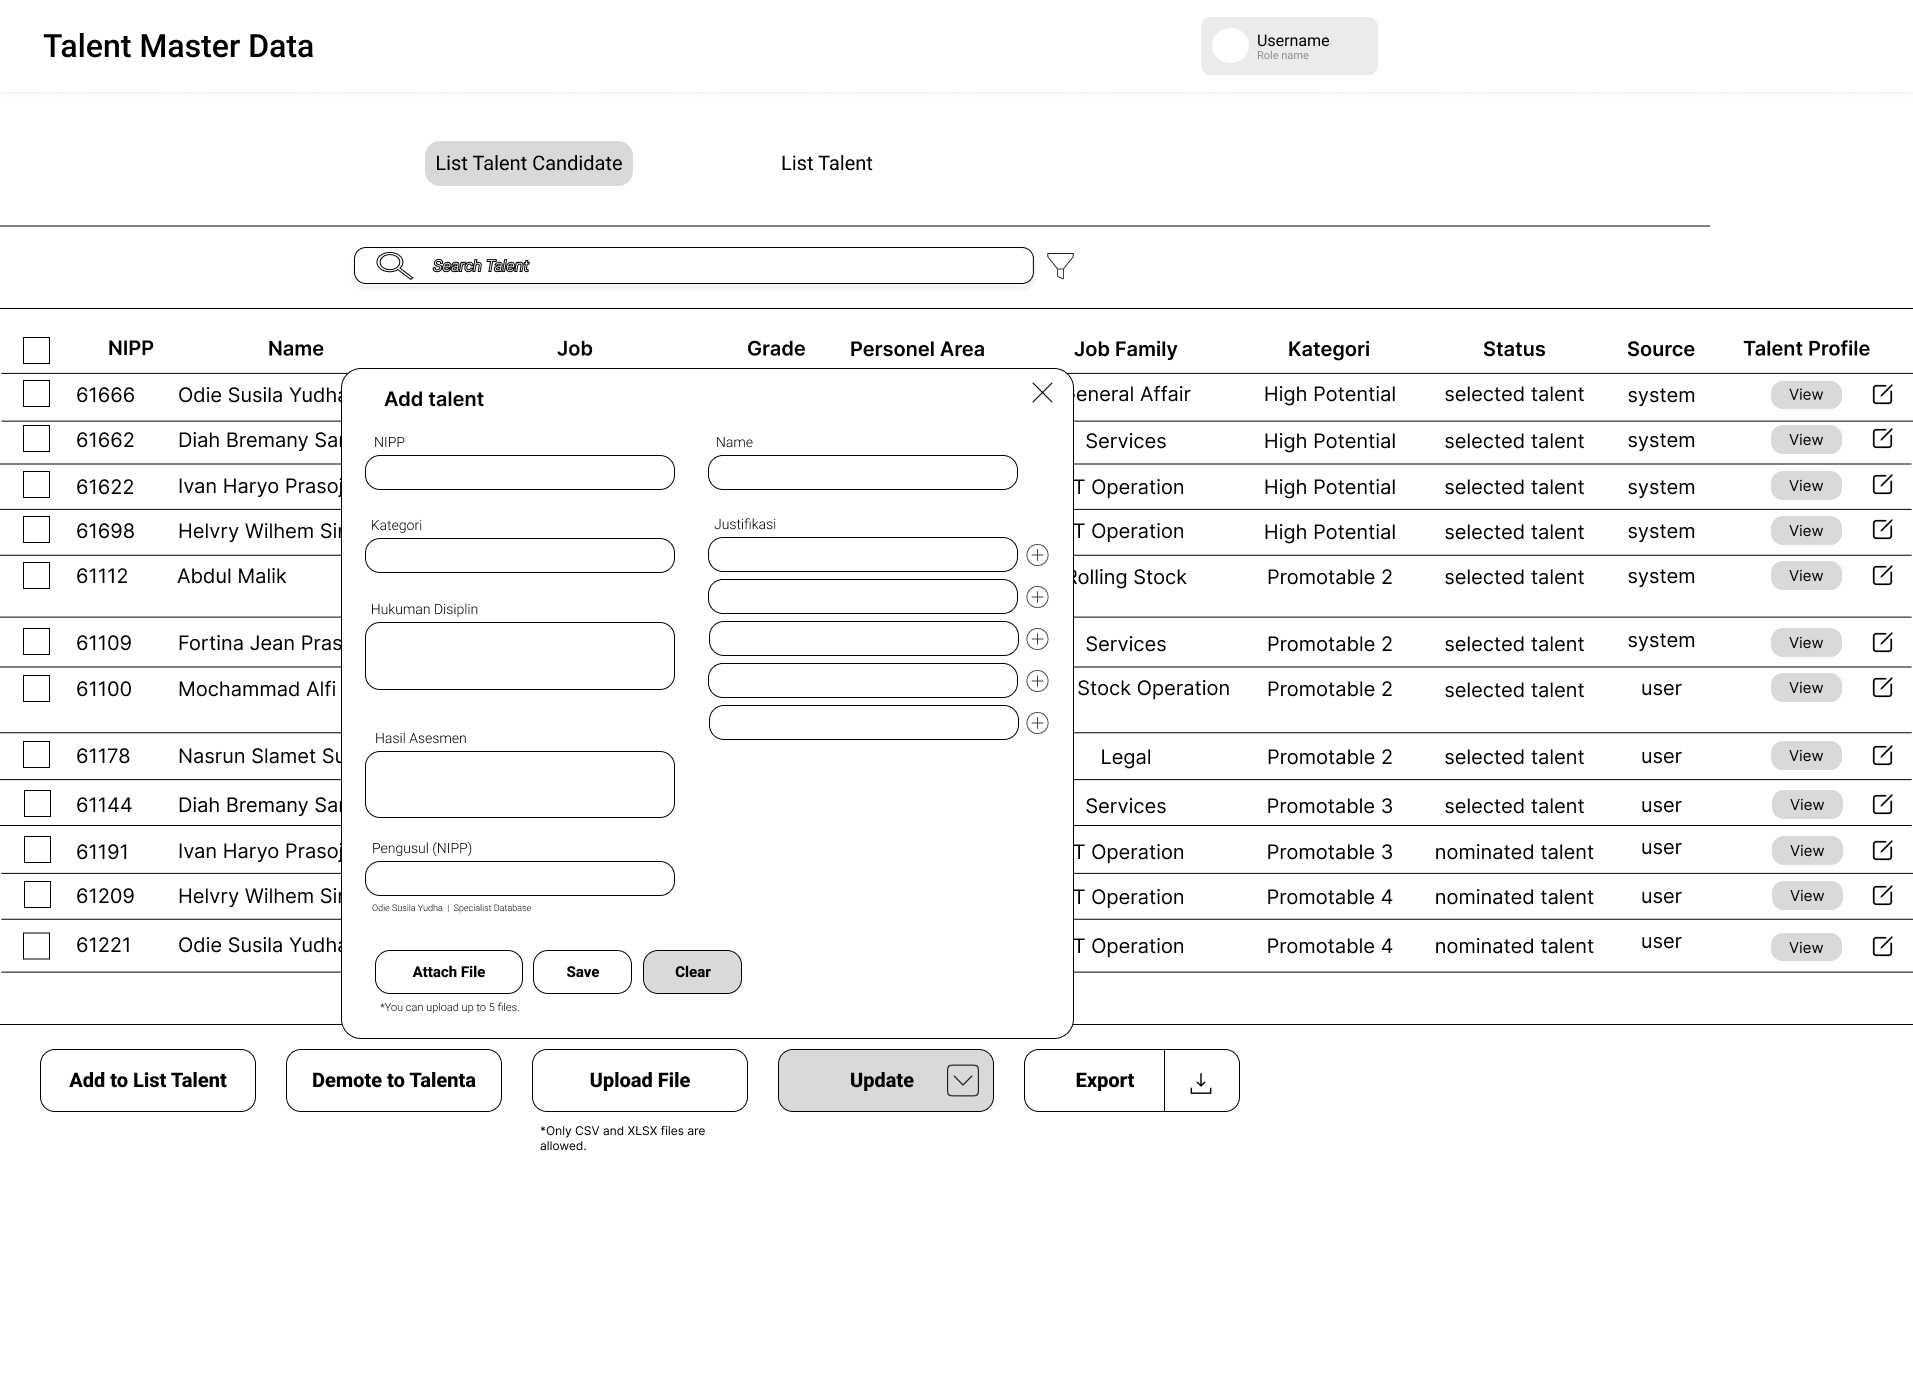 Talent Master Data
Username
Role name
List Talent Candidate
List Talent
Search Talent
NIPP Name Job Grade Personel Area Job Family Kategori Status Source Talent Profile
61666 Odie Susila Yudha General Affair High Potential selected talent system View
61662 Diah Bremany Services High Potential selected talent system View
61622 Ivan Haryo Operation High Potential selected talent system View
61698 Helvry Wilhem Operation High Potential selected talent system View
61112 Abdul Malik Rolling Stock Promotable 2 selected talent system View
61109 Fortina Jean Services Promotable 2 selected talent system View
61100 Mochammad Alfi Stock Operation Promotable 2 selected talent user View
61178 Nasrun Slamet Legal Promotable 2 selected talent user View
61144 Diah Bremany Services Promotable 3 selected talent user View
61191 Ivan Haryo Operation Promotable 3 nominated talent user View
61209 Helvry Wilhem Operation Promotable 4 nominated talent user View
61221 Odie Susila Yudha Operation Promotable 4 nominated talent user View
Add talent
NIPP
Name
Kategori
Justifikasi
Hukuman Disiplin
Hasil Asesmen
Pengusul (NIPP)
Odie Susila Yudha | Specialist Database
Attach File
Save
Clear
*You can upload up to 5 files.
Add to List Talent
Demote to Talenta
Upload File
Update
Export
*Only CSV and XLSX files are
allowed.